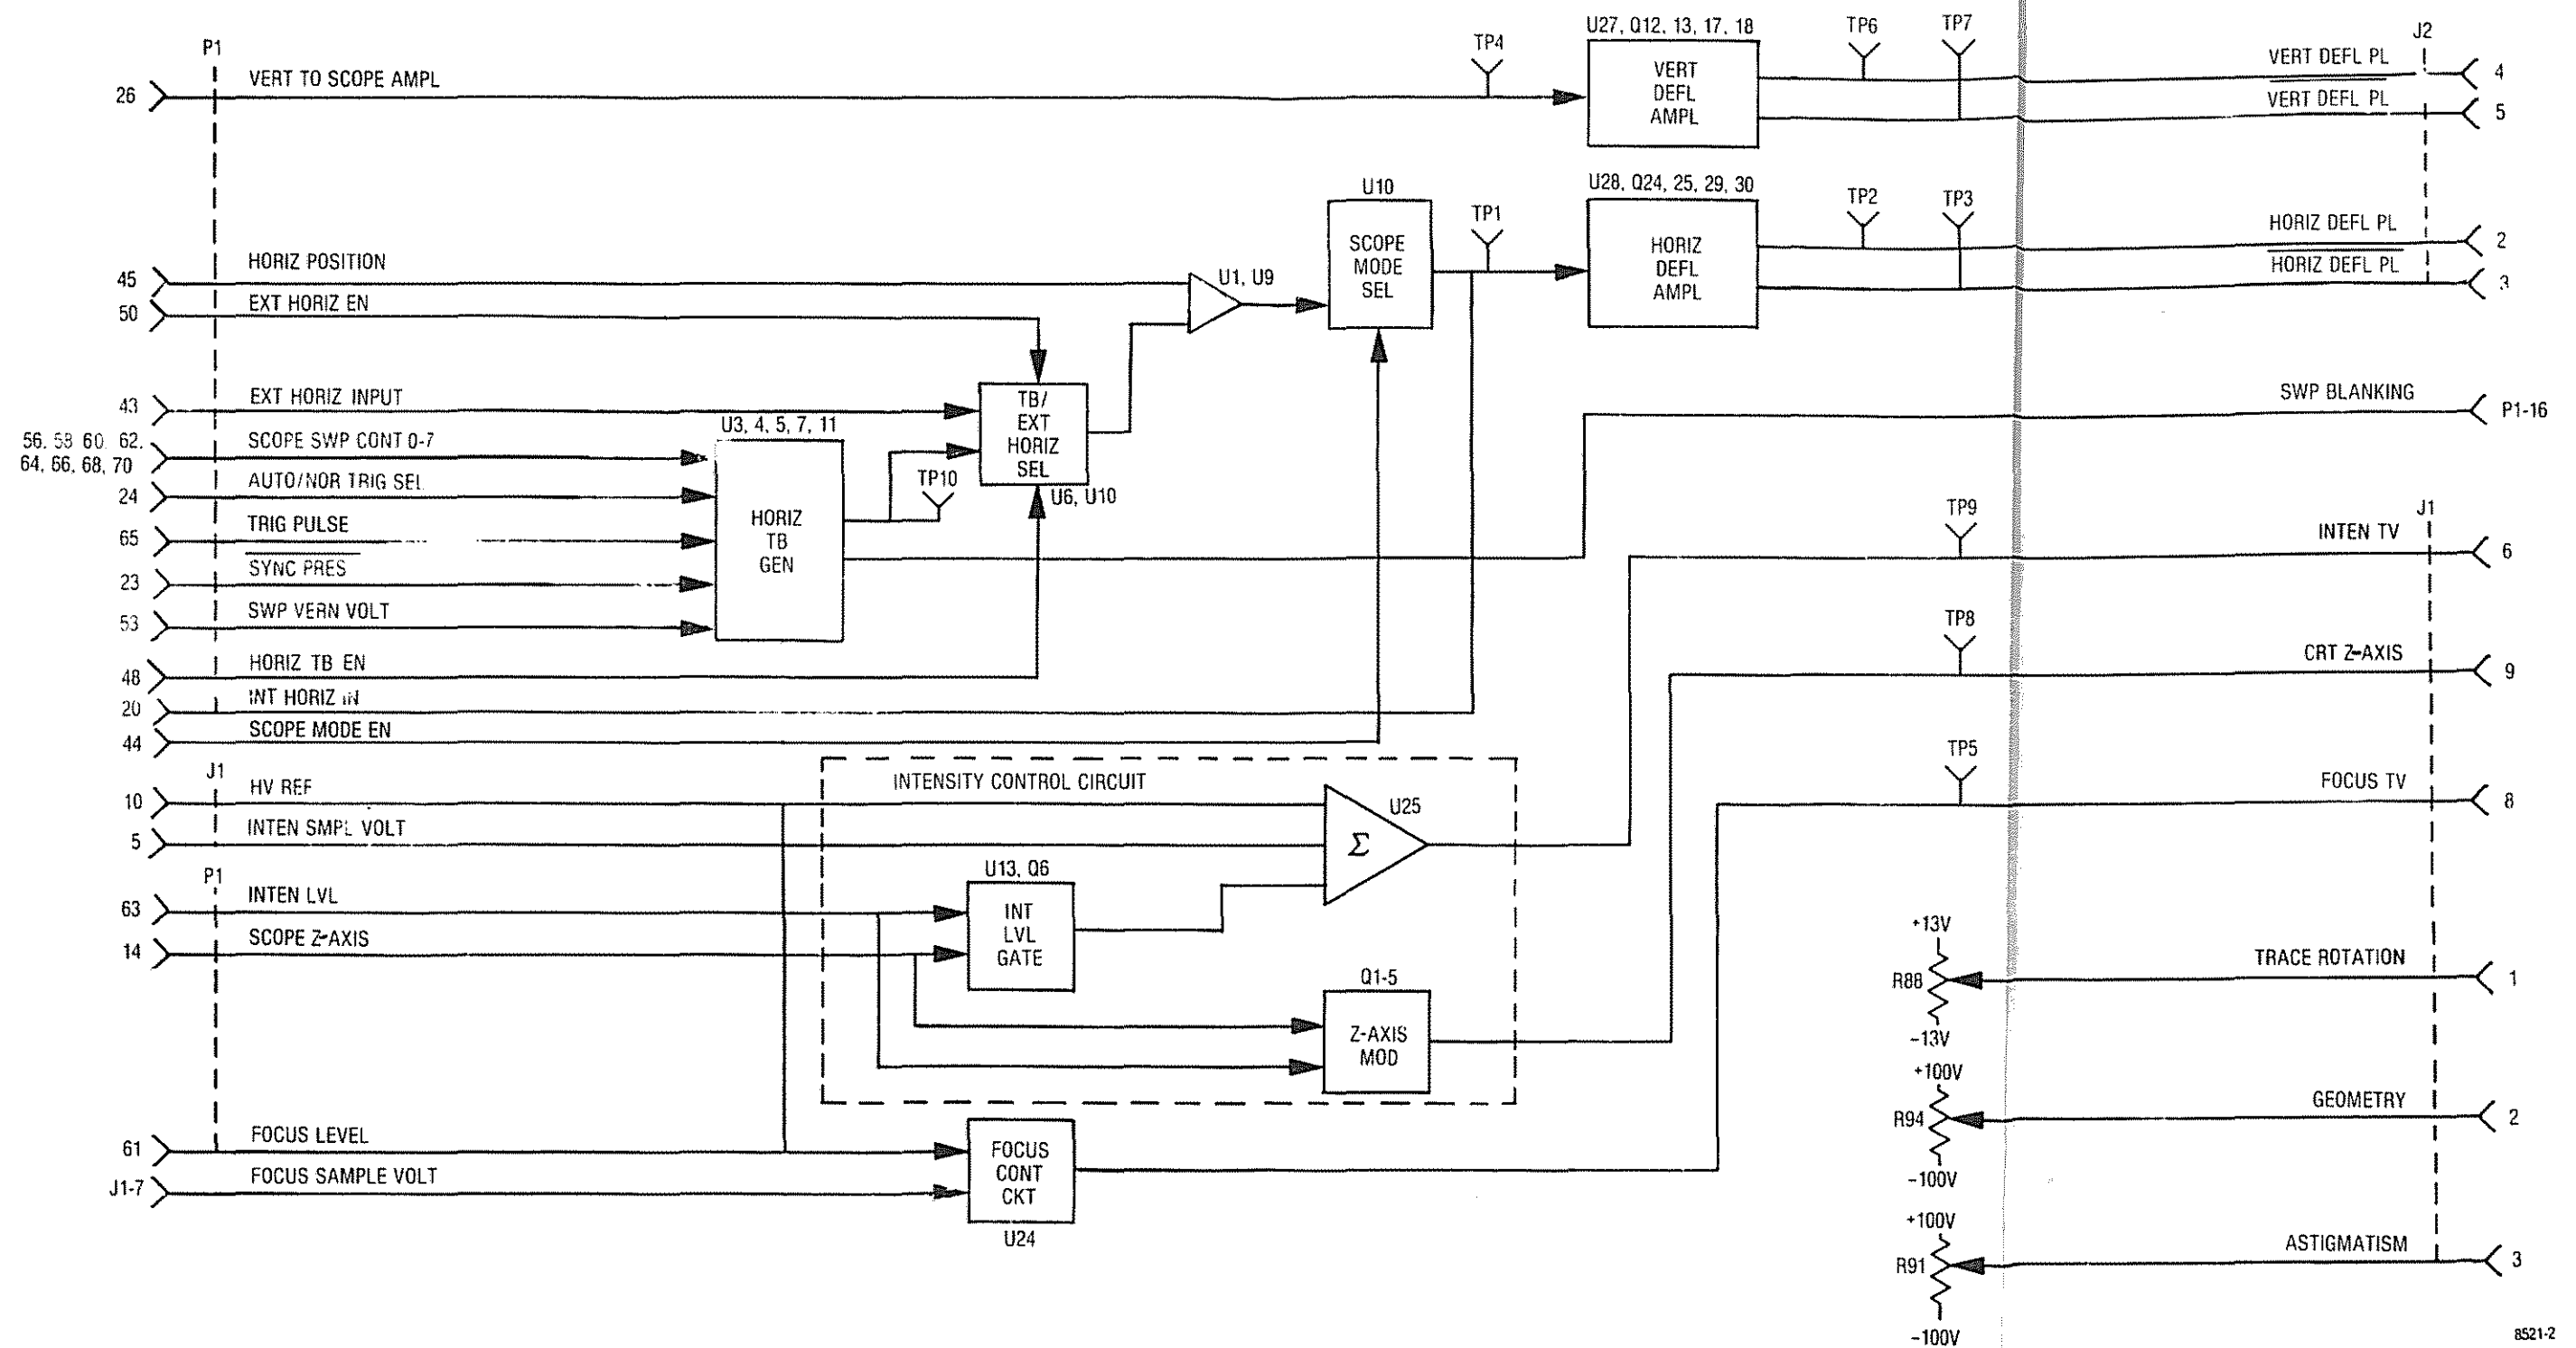 U27, Q12, 13, 17, 18
TP6
TP7
J2
P1
TP4
VERT DEFL PL
4
26
VERT TO SCOPE AMPL
VERT
DEFL
AMPL
VERT DEFL PL
5
U10
U28, Q24, 25, 29, 30
TP2
TP3
TP1
HORIZ DEFL PL
2
SCOPE
MODE
SEL
HORIZ
DEFL
AMPL
HORIZ DEFL PL
3
45
HORIZ POSITION
U1, U9
50
EXT HORIZ EN
43
EXT HORIZ INPUT
TB/
EXT
HORIZ
SEL
U6, U10
SWP BLANKING
P1-16
56, 58, 60, 62,
64, 66, 68, 70
SCOPE SWP CONT 0-7
U3, 4, 5, 7, 11
24
AUTO/NOR TRIG SEL
TP10
65
TRIG PULSE
HORIZ
TB
GEN
TP9
J1
INTEN TV
6
23
SYNC PRES
53
SWP VERN VOLT
TP8
CRT Z-AXIS
9
48
HORIZ TB EN
20
INT HORIZ IN
44
SCOPE MODE EN
TP5
FOCUS TV
8
J1
10
HV REF
INTENSITY CONTROL CIRCUIT
U25
5
INTEN SMPL VOLT
Σ
P1
U13, Q6
63
INTEN LVL
INT
LVL
GATE
14
SCOPE Z-AXIS
+13V
R88
-13V
TRACE ROTATION
1
Q1-5
Z-AXIS
MOD
+100V
R94
-100V
GEOMETRY
2
61
FOCUS LEVEL
FOCUS
CONT
CKT
J1-7
FOCUS SAMPLE VOLT
U24
+100V
R91
-100V
ASTIGMATISM
3
8521-2